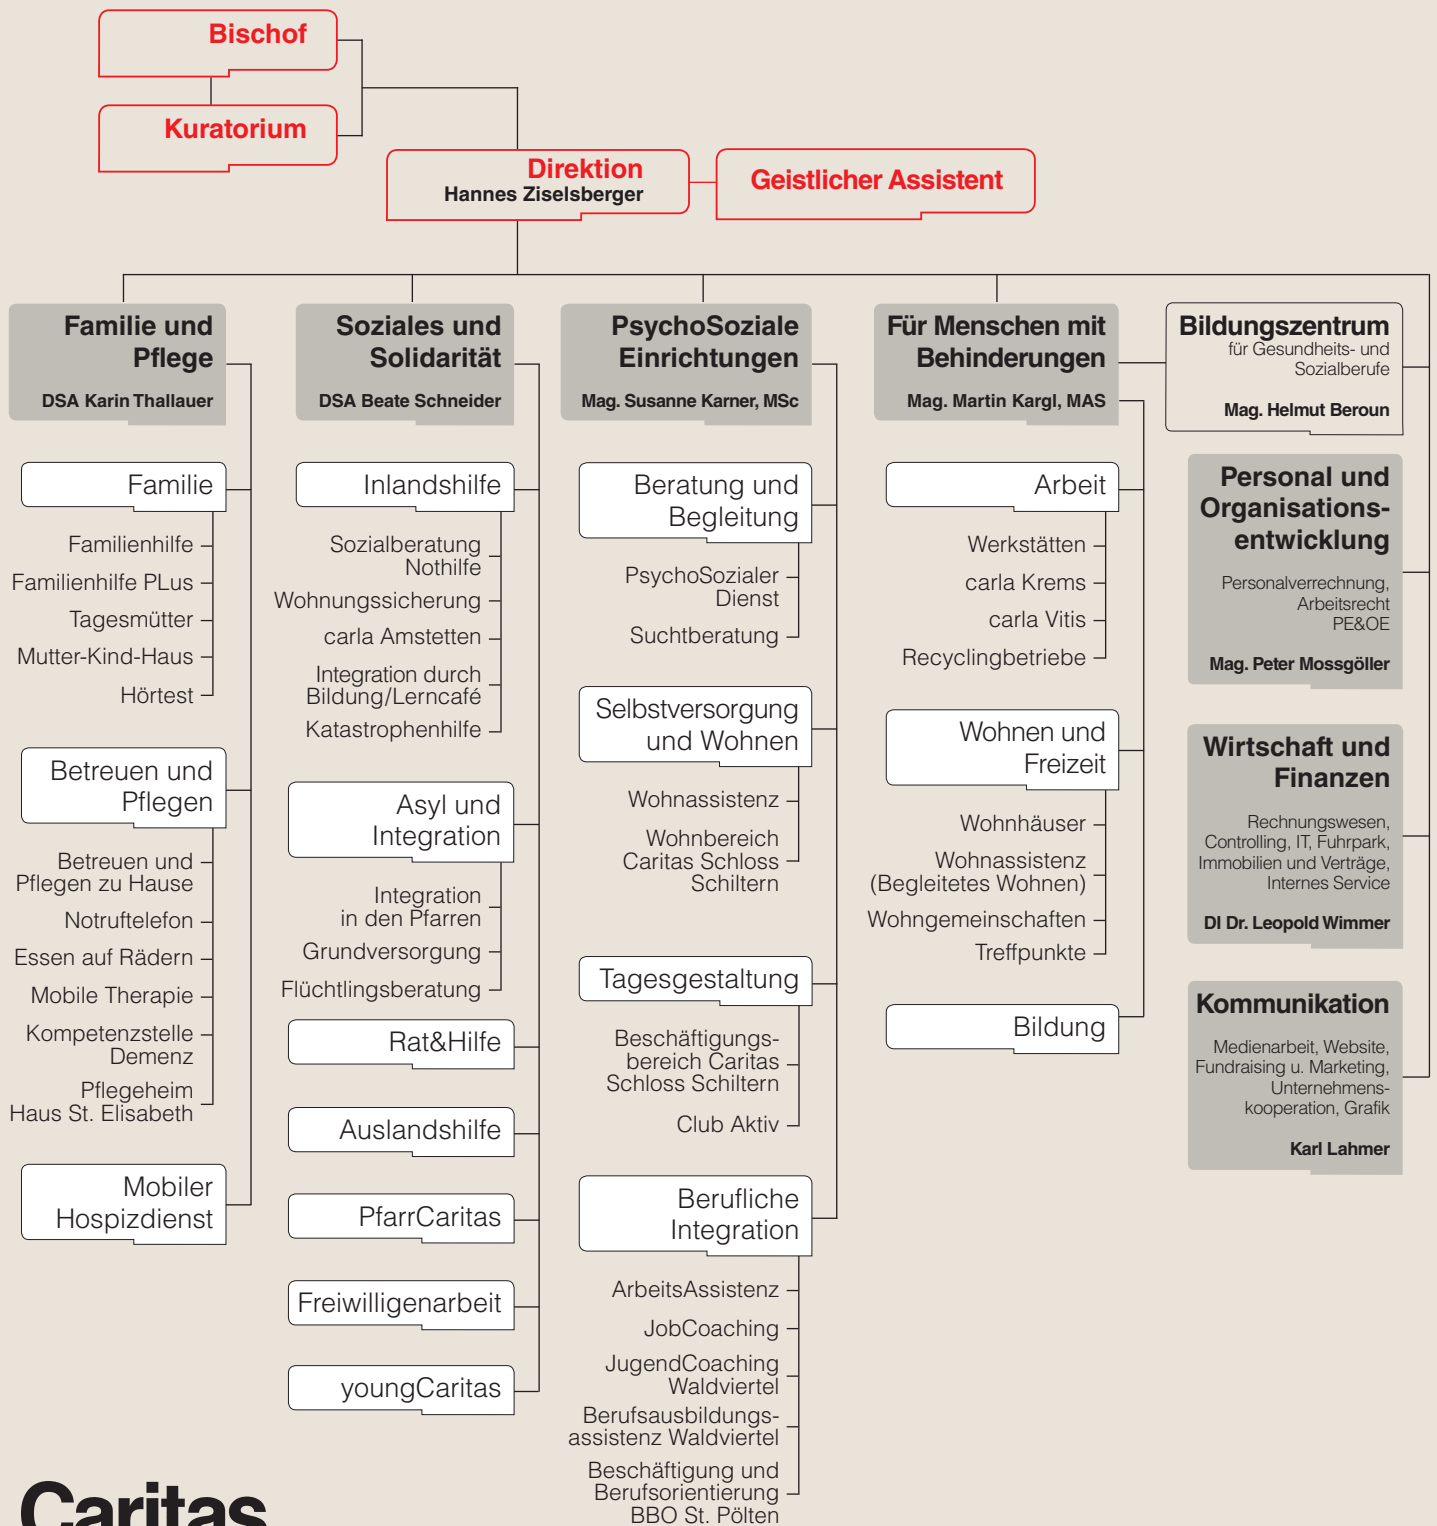 Bischof
Kuratorium
Direktion
Hannes Ziselsberger
Geistlicher Assistent
Familie und
Pflege
DSA Karin Thallauer
Familie
Familienhilfe
Familienhilfe PLus
Tagesmütter
Mutter-Kind-Haus
Hörtest
Betreuen und
Pflegen
Betreuen und
Pflegen zu Hause
Notruftelefon
Essen auf Rädern
Mobile Therapie
Kompetenzstelle
Demenz
Pflegeheim
Haus St. Elisabeth
Mobiler
Hospizdienst
Soziales und
Solidarität
DSA Beate Schneider
Inlandshilfe
Sozialberatung
Nothilfe
Wohnungssicherung
carla Amstetten
Integration durch
Bildung/Lerncafé
Katastrophenhilfe
Asyl und
Integration
Integration
in den Pfarren
Grundversorgung
Flüchtlingsberatung
Rat&Hilfe
Auslandshilfe
PfarrCaritas
Freiwilligenarbeit
youngCaritas
PsychoSoziale
Einrichtungen
Mag. Susanne Karner, MSc
Beratung und
Begleitung
PsychoSozialer
Dienst
Suchtberatung
Selbstversorgung
und Wohnen
Wohnassistenz
Wohnbereich
Caritas Schloss
Schiltern
Tagesgestaltung
Beschäftigungs-
bereich Caritas
Schloss Schiltern
Club Aktiv
Berufliche
Integration
ArbeitsAssistenz
JobCoaching
JugendCoaching
Waldviertel
Berufsausbildungs-
assistenz Waldviertel
Beschäftigung und
Berufsorientierung
BBO St. Pölten
Für Menschen mit
Behinderungen
Mag. Martin Kargl, MAS
Arbeit
Werkstätten
carla Krems
carla Vitis
Recyclingbetriebe
Wohnen und
Freizeit
Wohnhäuser
Wohnassistenz
(Begleitetes Wohnen)
Wohngemeinschaften
Treffpunkte
Bildung
Bildungszentrum
für Gesundheits- und
Sozialberufe
Mag. Helmut Beroun
Personal und
Organisations-
entwicklung
Personalverrechnung,
Arbeitsrecht
PE&OE
Mag. Peter Mossgöller
Wirtschaft und
Finanzen
Rechnungswesen,
Controlling, IT, Fuhrpark,
Immobilien und Verträge,
Internes Service
DI Dr. Leopold Wimmer
Kommunikation
Medienarbeit, Website,
Fundraising u. Marketing,
Unternehmens-
kooperation, Grafik
Karl Lahmer
Caritas